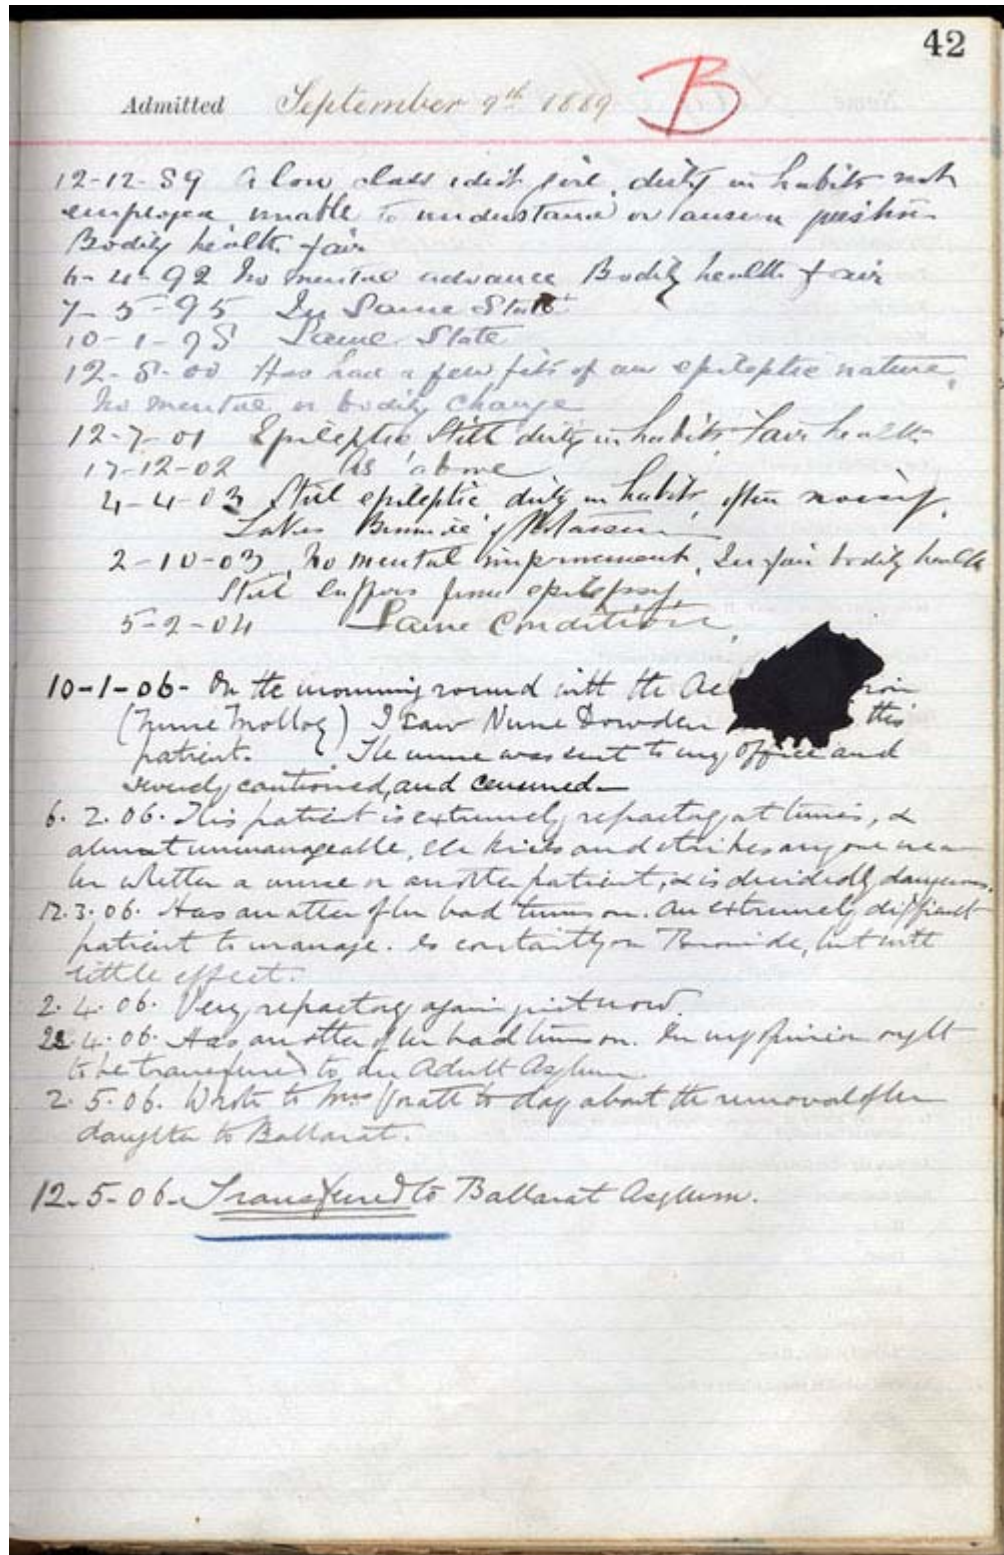 42
Admitted September 9th 1889 B
12-12-89 A low class idiot girl, dirty in habits not
employed unable to understand or answer question
Bodily health fair
6-4-92 No mental advance Bodily health fair
7-5-95 In Same State
10-1-98 Same State
12-5-00 Has had a few fits of an epileptic nature,
No mental or bodily change
12-7-01 Epileptic Still dirty in habits Fair health
17-12-02 As above
4-4-03 Still epileptic, dirty in habits, often noisy.
Takes Bromide of Potassium
2-10-03, No mental improvement, In fair bodily health
Still suffers from epilepsy
5-2-04 Same Condition,
10-1-06- On the morning round with the
(Nurse Molloy) I saw Nurse Dowden this
patient. The nurse was sent to my office and
severely cautioned, and censured-
6. 2. 06. This patient is extremely refractory at times, &
almost unmanageable, She kicks and strikes anyone near
her whether a nurse or another patient, & is decidedly dangerous.
12. 3. 06. Has another of her bad turns on. An extremely difficult
patient to manage. Is constantly on Bromide, but with
little effect.
2. 4. 06. Very refractory again just now.
22. 4. 06. Has another of her bad turns on. In my opinion ought
to be transferred to an Adult Asylum.
2. 5. 06. Wrote to Mrs to day about the removal of her
daughter to Ballarat.
12. 5-06- Transferred to Ballarat Asylum.